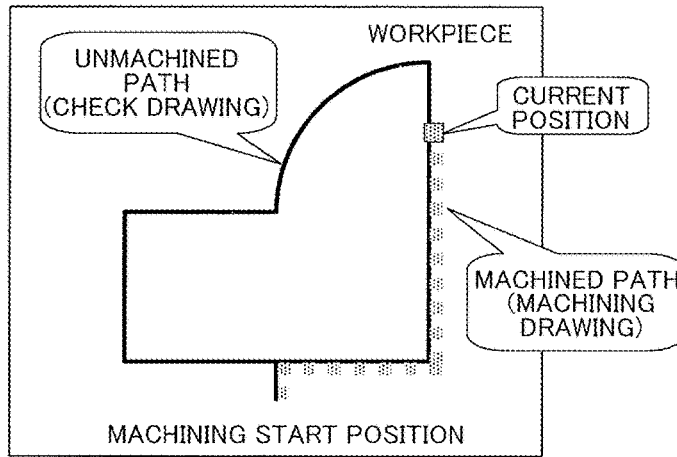 WORKPIECE
UNMACHINED
PATH
(CHECK DRAWING)
CURRENT
POSITION
MACHINED PATH
(MACHINING
DRAWING)
MACHINING START POSITION